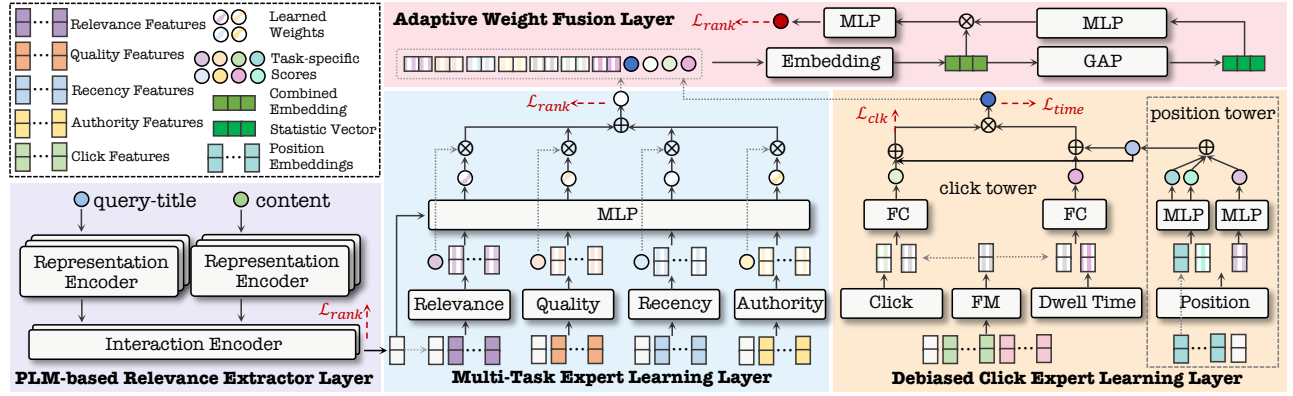 Relevance Features
Quality Features
Recency Features
Authority Features
Click Features
Learned
Weights
Task-specific
Scores
Combined
Embedding
Statistic Vector
Position
Embeddings
Adaptive Weight Fusion Layer
ℒrank
MLP
MLP
Embedding
GAP
query-title
content
Representation
Encoder
Representation
Encoder
ℒrank
Interaction Encoder
PLM-based Relevance Extractor Layer
ℒrank
MLP
Relevance
Quality
Recency
Authority
Multi-Task Expert Learning Layer
ℒclk
ℒtime
position tower
click tower
FC
FC
MLP
MLP
Click
FM
Dwell Time
Position
Debiased Click Expert Learning Layer